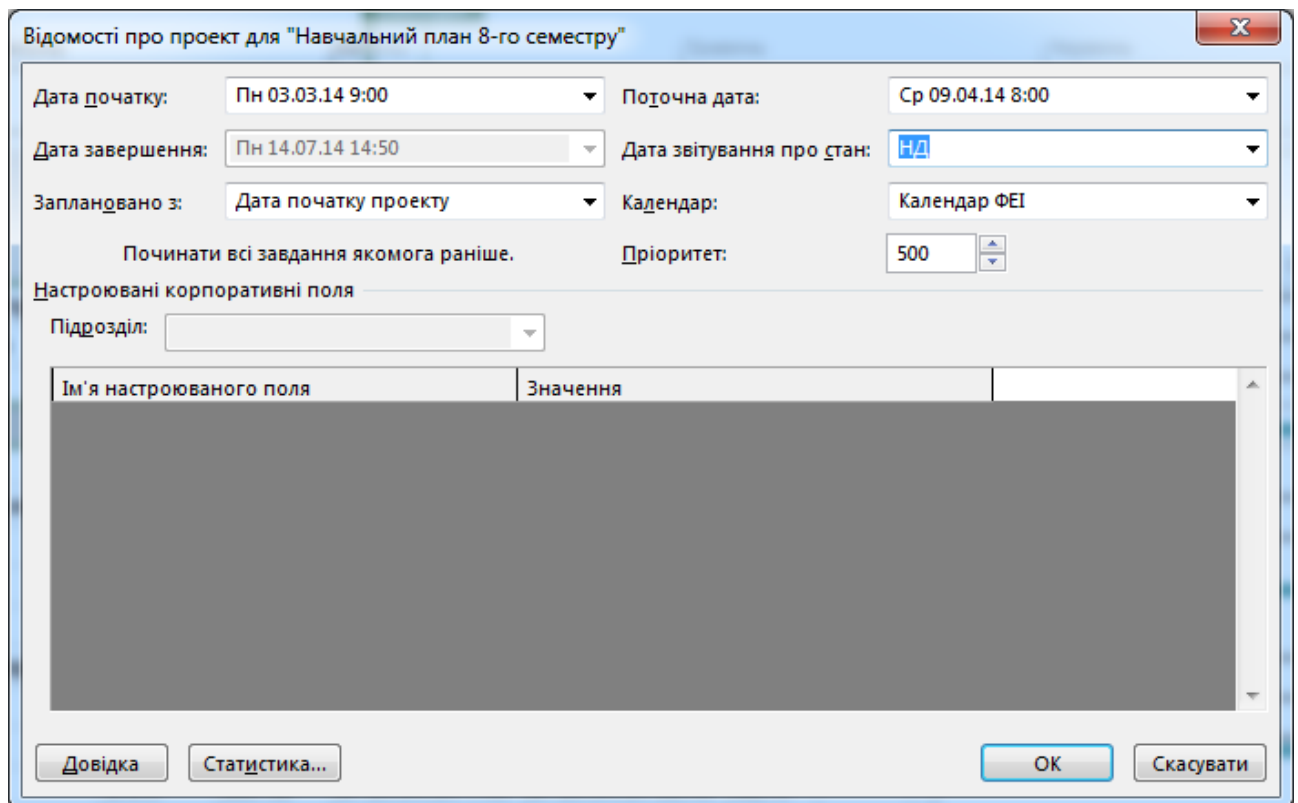 Відомості про проект для "Навчальний план 8-го семестру"
Дата початку: Пн 03.03.14 9:00 Поточна дата: Ср 09.04.14 8:00
Дата завершення: Пн 14.07.14 14:50 Дата звітування про стан: НД
Заплановано з: Дата початку проекту Календар: Календар ФЕІ
Починати всі завдання якомога раніше. Пріоритет: 500
Настроювані корпоративні поля
Підрозділ:
Ім'я настроюваного поля Значення
Довідка Статистика... ОК Скасувати